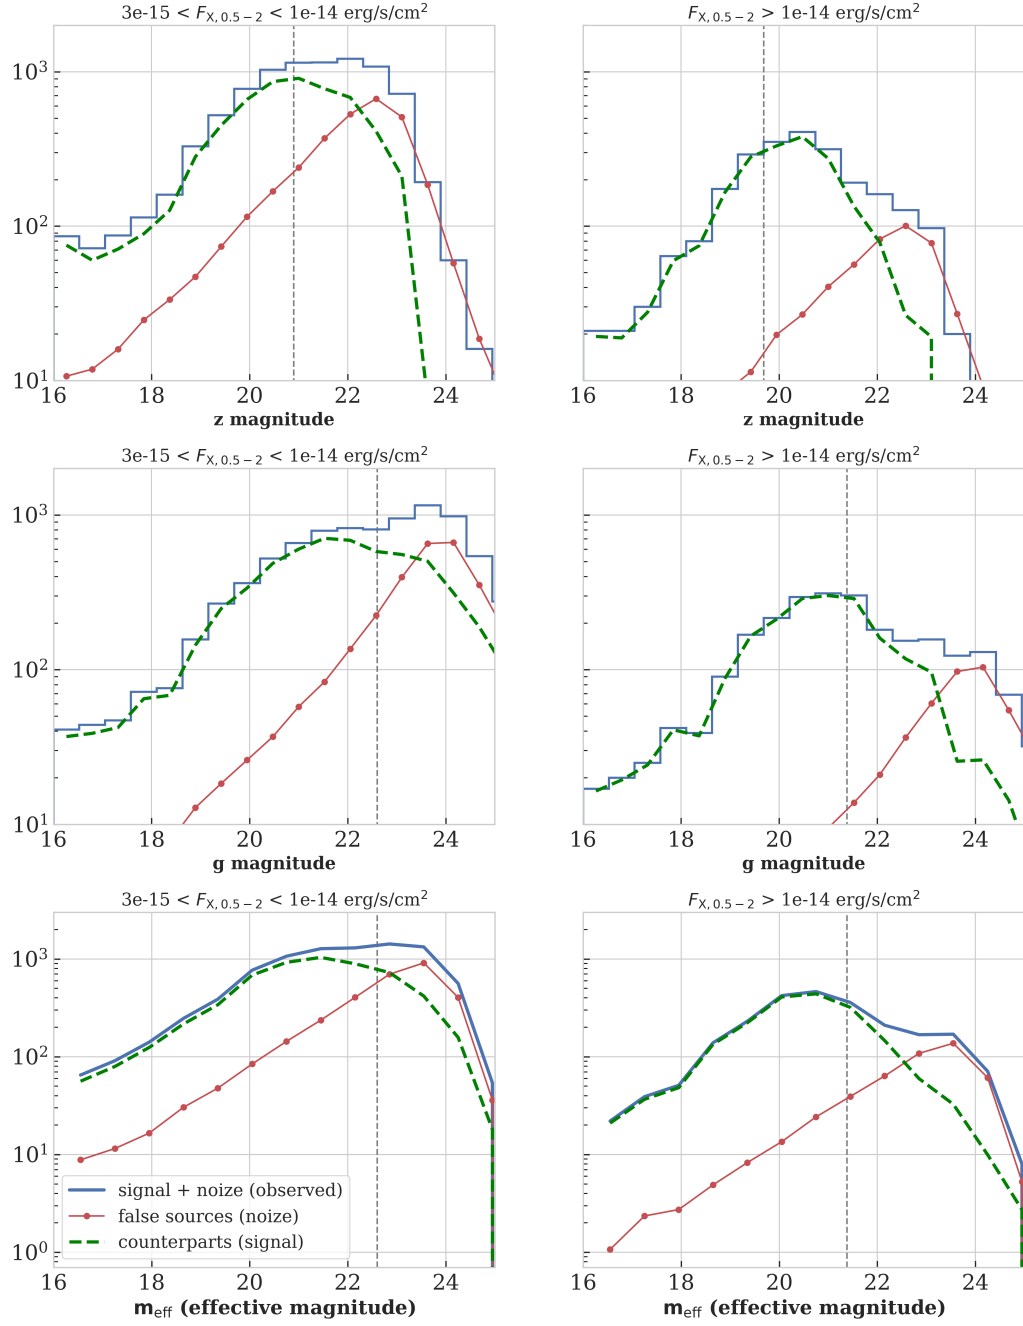 3e-15 < F_X, 0.5−2 < 1e-14 erg/s/cm²
10³
10²
10¹
16 18 20 22 24
z magnitude
F_X, 0.5−2 > 1e-14 erg/s/cm²
16 18 20 22 24
z magnitude
3e-15 < F_X, 0.5−2 < 1e-14 erg/s/cm²
10³
10²
10¹
16 18 20 22 24
g magnitude
F_X, 0.5−2 > 1e-14 erg/s/cm²
16 18 20 22 24
g magnitude
3e-15 < F_X, 0.5−2 < 1e-14 erg/s/cm²
10³
10²
10¹
10⁰
signal + noize (observed)
false sources (noize)
counterparts (signal)
16 18 20 22 24
m_eff (effective magnitude)
F_X, 0.5−2 > 1e-14 erg/s/cm²
16 18 20 22 24
m_eff (effective magnitude)